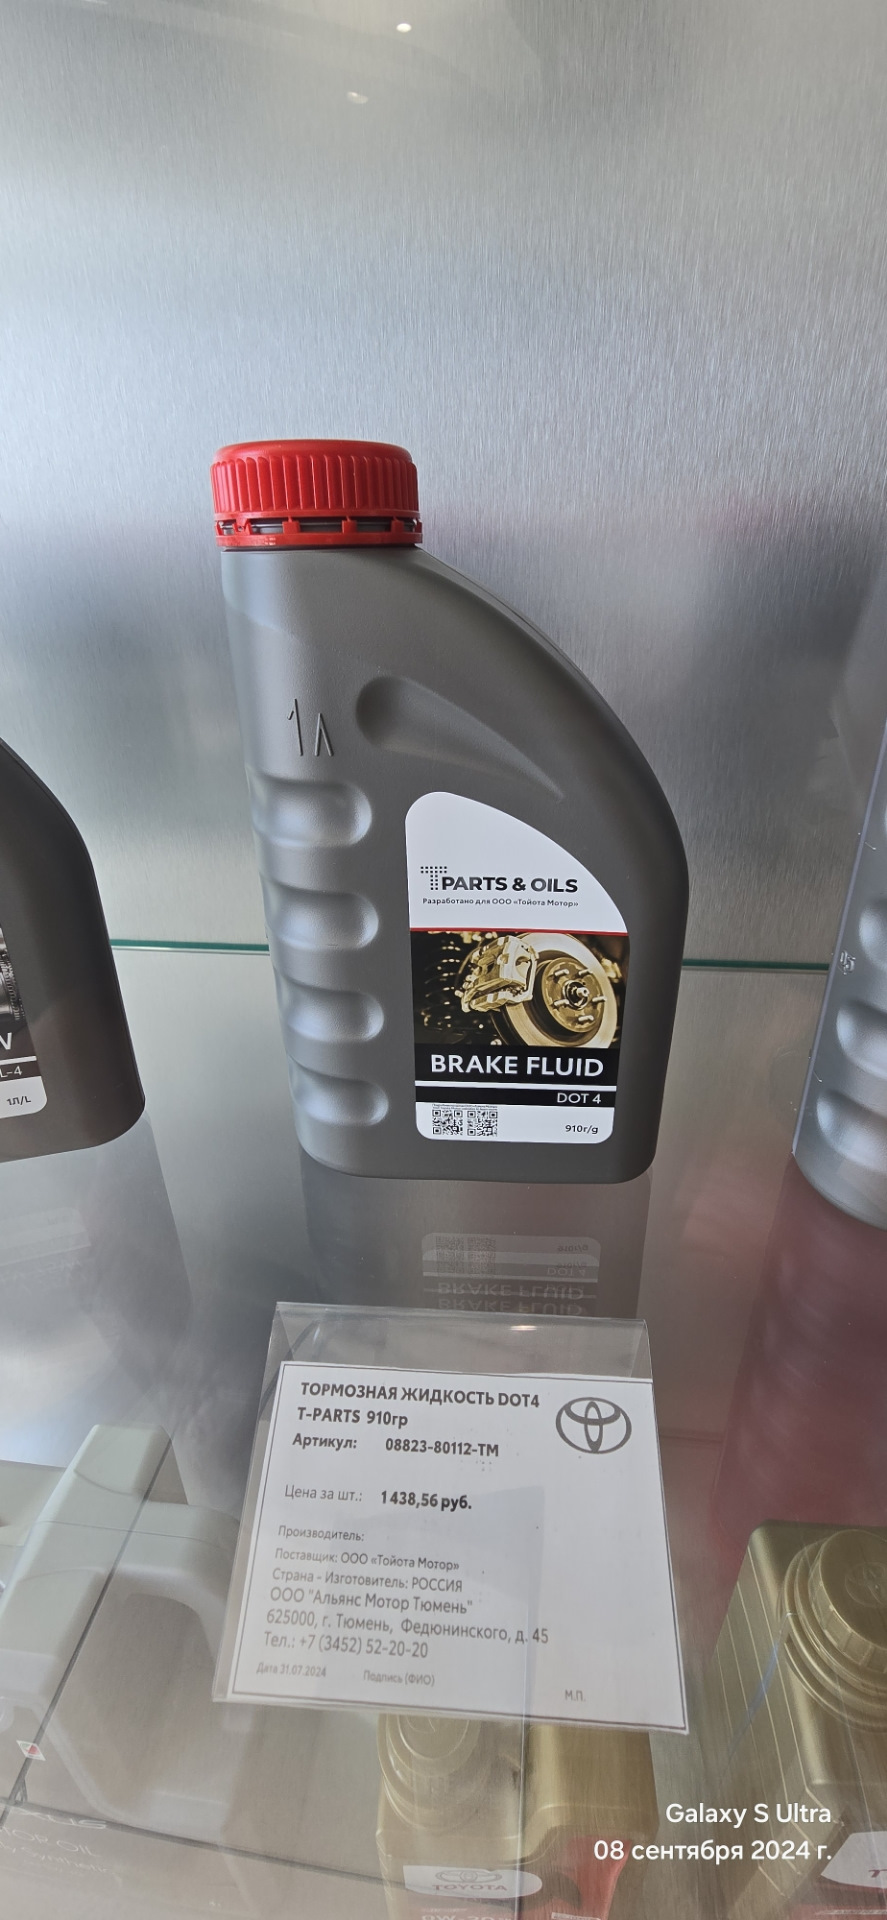 1л
T PARTS & OILS
Разработано для ООО «Тойота Мотор»
BRAKE FLUID
DOT 4
910г/g
L-4
1Л/L
ТОРМОЗНАЯ ЖИДКОСТЬ DOT4
T-PARTS 910гр
Артикул: 08823-80112-TM
Цена за шт.: 1 438,56 руб.
Производитель:
Поставщик: ООО «Тойота Мотор»
Страна - Изготовитель: РОССИЯ
ООО "Альянс Мотор Тюмень"
625000, г. Тюмень, Федюнинского, д. 45
Тел.: +7 (3452) 52-20-20
Дата 31.07.2024 Подпись (ФИО)
М.П.
TOYOTA
Galaxy S Ultra
08 сентября 2024 г.